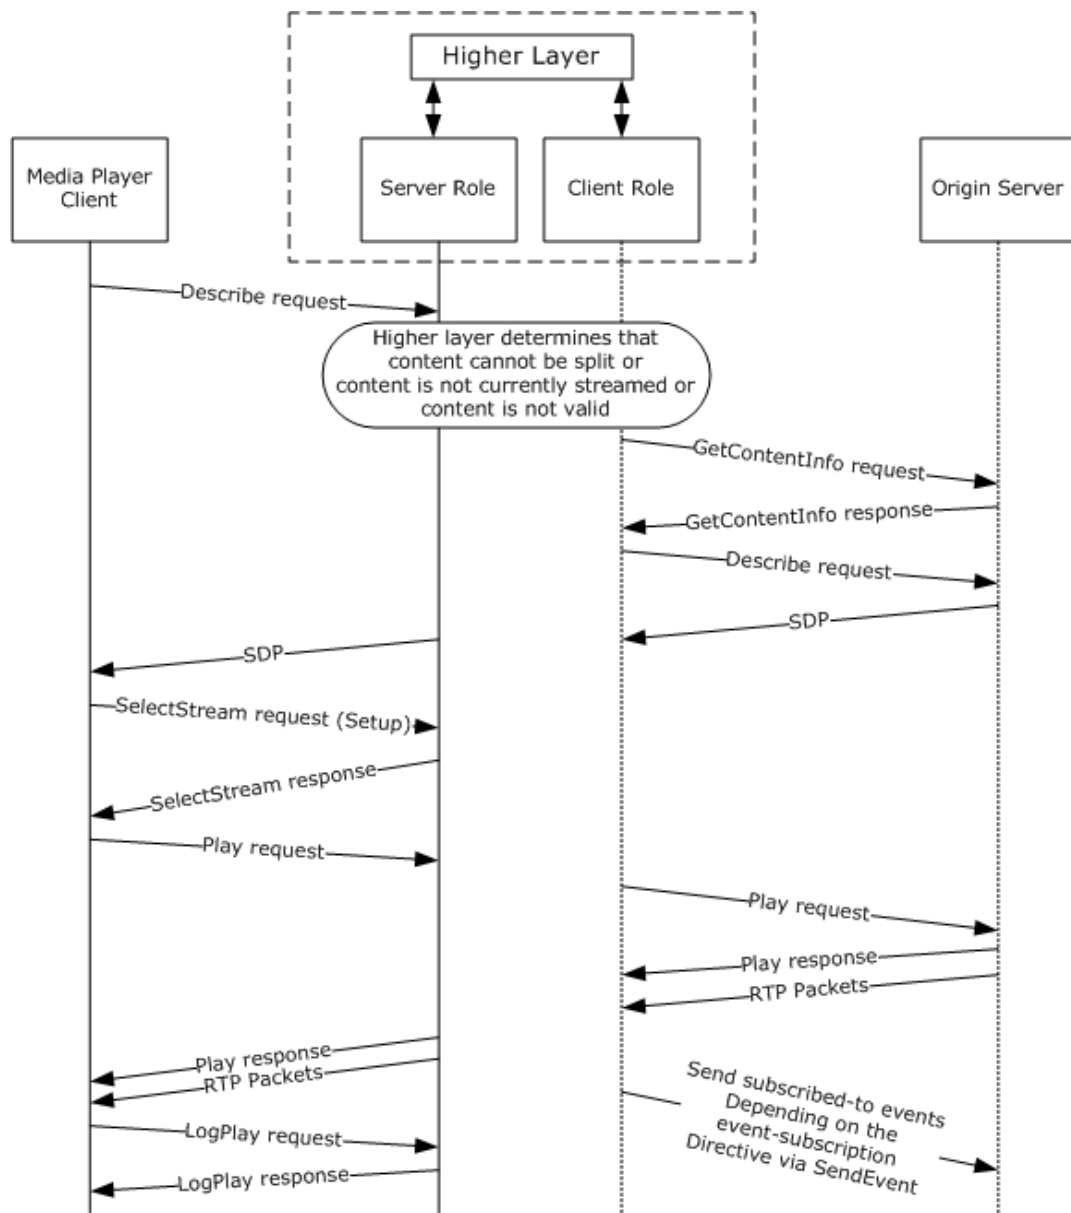 Higher Layer
Media Player
Client
Server Role
Client Role
Origin Server
Describe request
Higher layer determines that
content cannot be split or
content is not currently streamed or
content is not valid
GetContentInfo request
GetContentInfo response
Describe request
SDP
SDP
SelectStream request (Setup)
SelectStream response
Play request
Play request
Play response
RTP Packets
Play response
RTP Packets
Send subscribed-to events
Depending on the
event-subscription
Directive via SendEvent
LogPlay request
LogPlay response